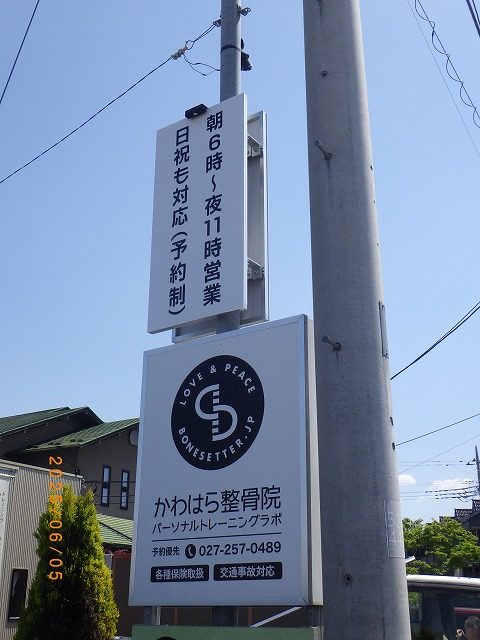 朝6時〜夜11時営業
日祝も対応(予約制)
LOVE & PEACE
BONESETTER.JP
かわはら整骨院
パーソナルトレーニングラボ
予約優先 027-257-0489
各種保険取扱 交通事故対応